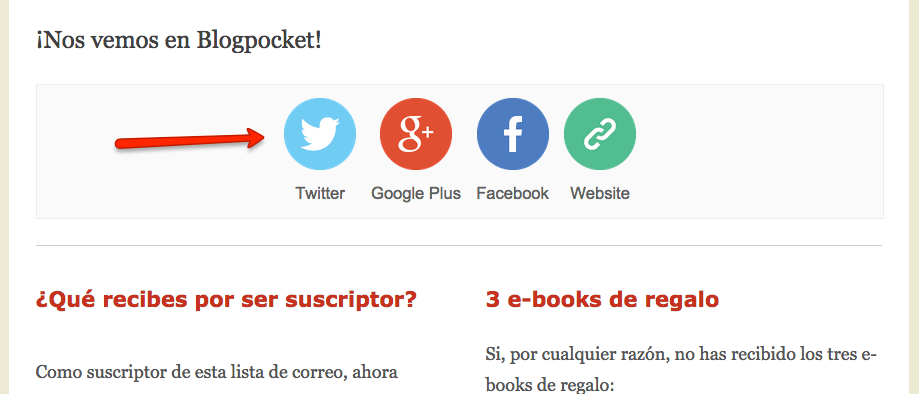 ¡Nos vemos en Blogpocket!
g+
f
Twitter
Google Plus
Facebook
Website
¿Qué recibes por ser suscriptor?
Como suscriptor de esta lista de correo, ahora
3 e-books de regalo
Si, por cualquier razón, no has recibido los tres e-
books de regalo: